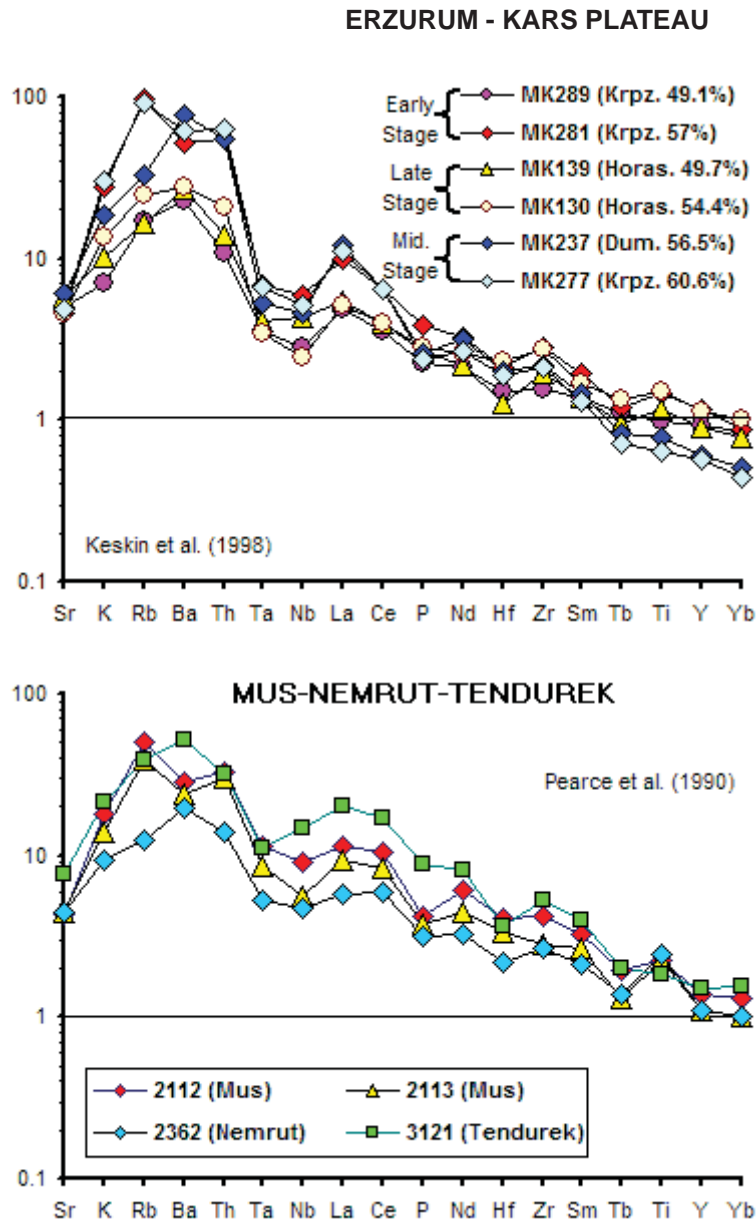 ERZURUM - KARS PLATEAU
100
10
1
0.1
Early
Stage
Late
Stage
Mid.
Stage
MK289 (Krpz. 49.1%)
MK281 (Krpz. 57%)
MK139 (Horas. 49.7%)
MK130 (Horas. 54.4%)
MK237 (Dum. 56.5%)
MK277 (Krpz. 60.6%)
Keskin et al. (1998)
Sr K Rb Ba Th Ta Nb La Ce P Nd Hf Zr Sm Tb Ti Y Yb
MUS-NEMRUT-TENDUREK
100
10
1
0.1
Pearce et al. (1990)
2112 (Mus) 2113 (Mus)
2362 (Nemrut) 3121 (Tendurek)
Sr K Rb Ba Th Ta Nb La Ce P Nd Hf Zr Sm Tb Ti Y Yb